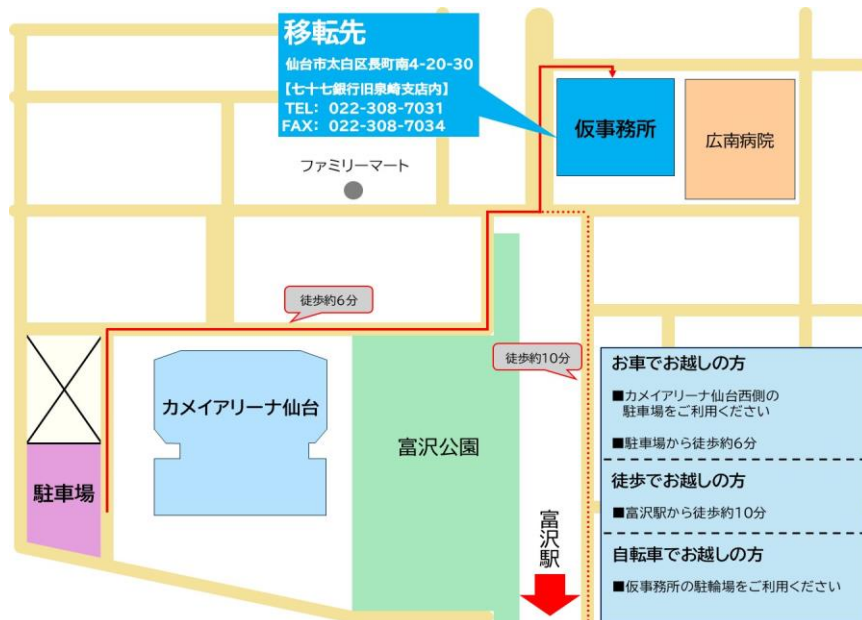 移転先
仙台市太白区長町南4-20-30
【七十七銀行旧泉崎支店内】
TEL: 022-308-7031
FAX: 022-308-7034
仮事務所
広南病院
ファミリーマート
徒歩約6分
徒歩約10分
カメイアリーナ仙台
富沢公園
駐車場
富沢駅
お車でお越しの方
■カメイアリーナ仙台西側の
駐車場をご利用ください
■駐車場から徒歩約6分
徒歩でお越しの方
■富沢駅から徒歩約10分
自転車でお越しの方
■仮事務所の駐輪場をご利用ください